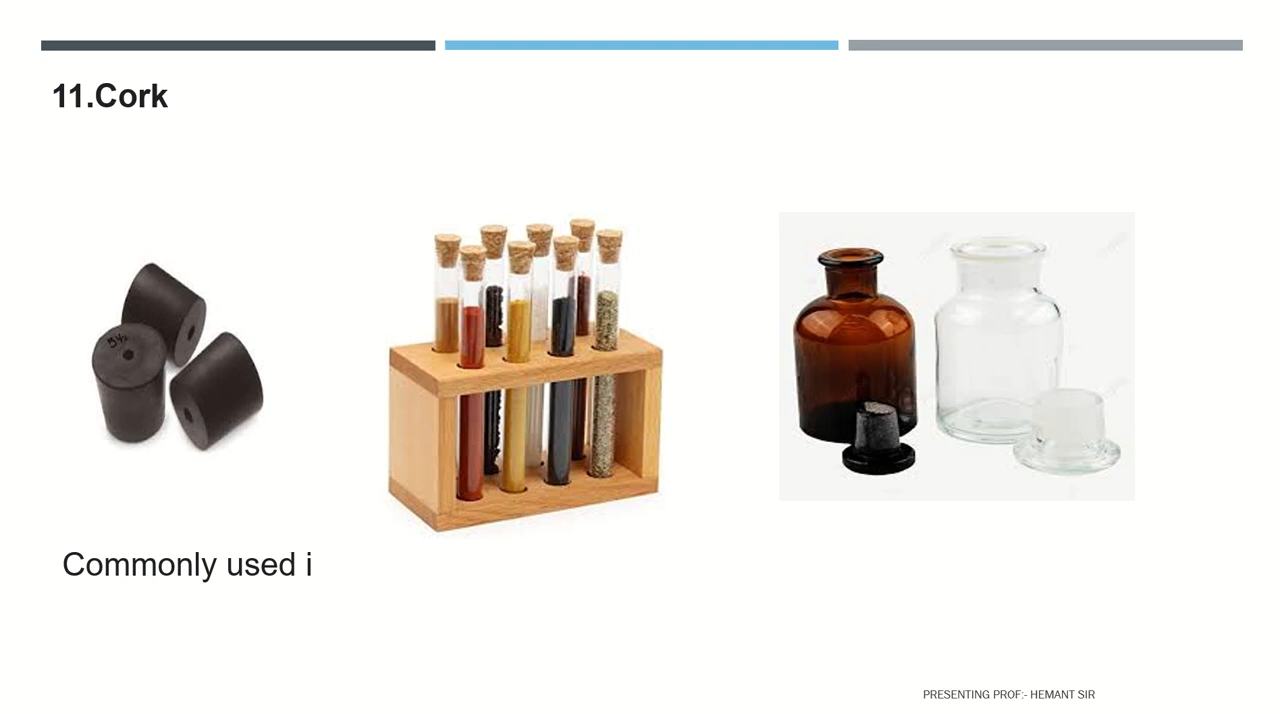 11.Cork
Commonly used i
PRESENTING PROF:- HEMANT SIR